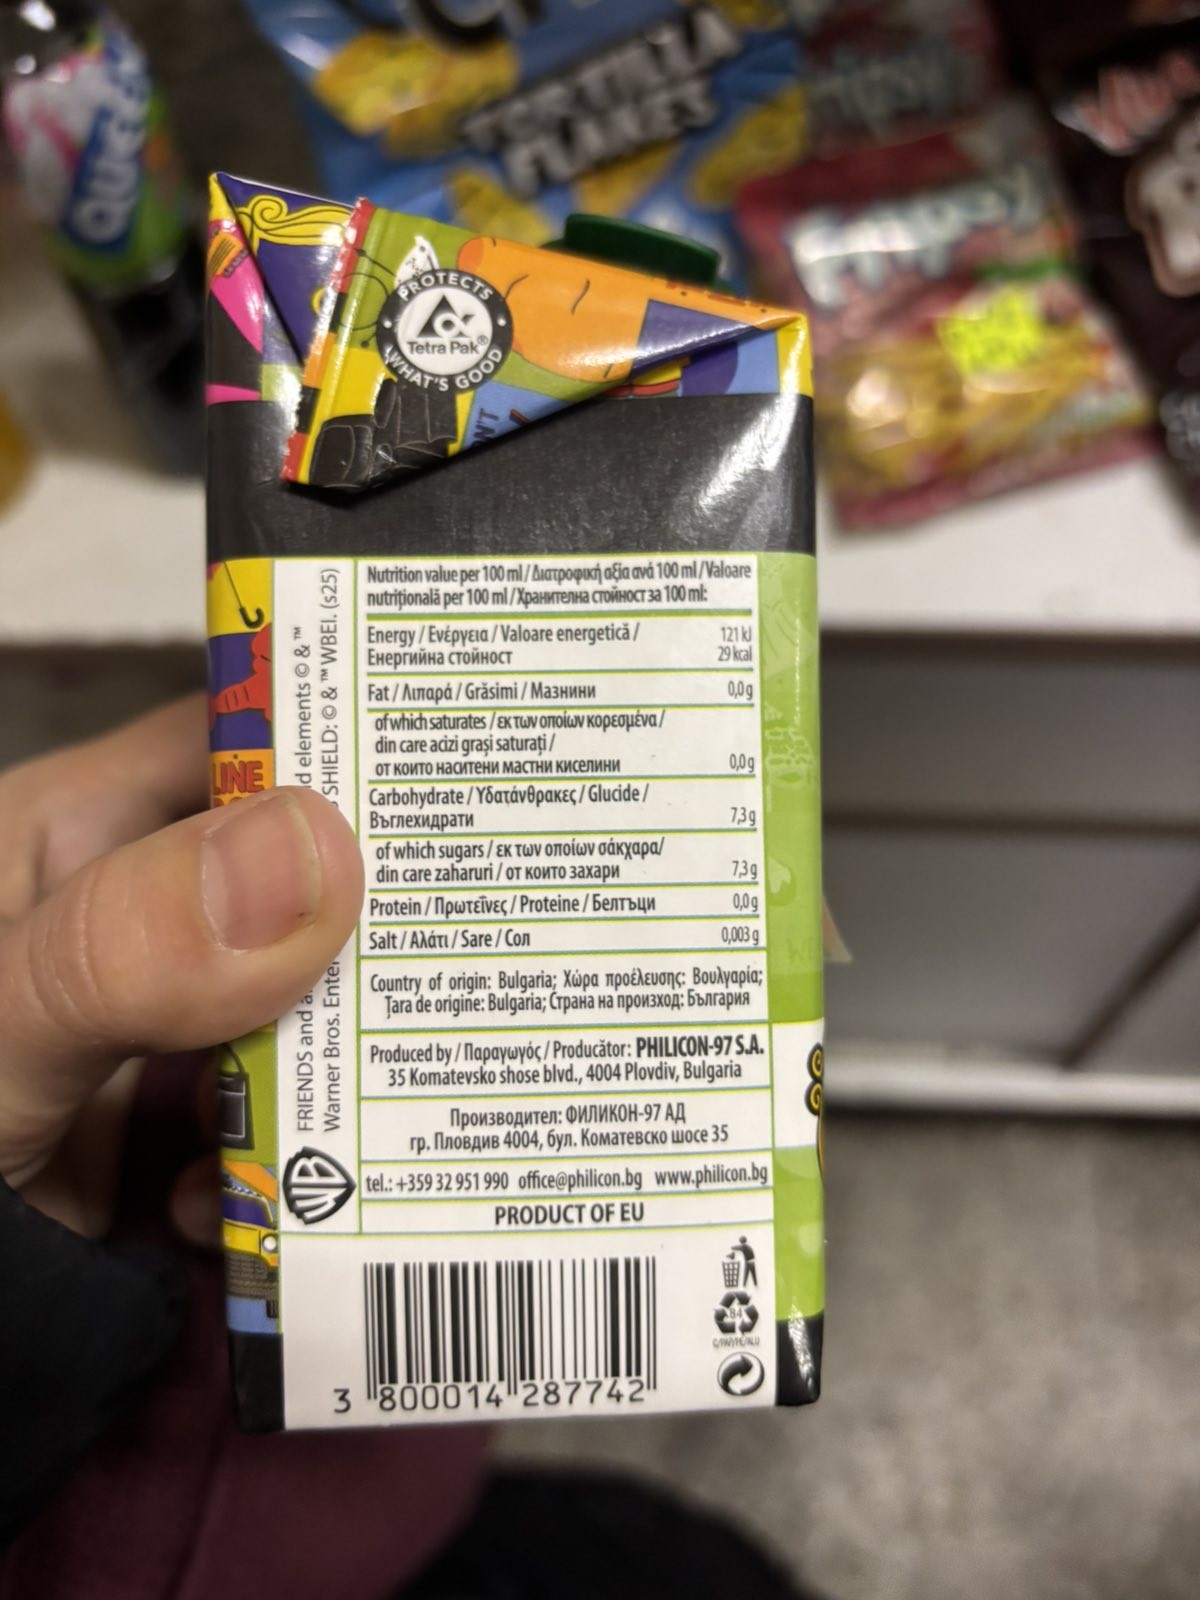 QUEEN
TORTILLA
FLAKES
PROTECTS
Tetra Pak®
WHAT'S GOOD
N'T
LINE
Nutrition value per 100 ml / Διατροφική αξία ανά 100 ml / Valoare
nutrițională per 100 ml / Хранителна стойност за 100 ml:
Energy / Ενέργεια / Valoare energetică / 121 kJ
Енергийна стойност 29 kcal
Fat / Λιπαρά / Grăsimi / Мазнини 0,0 g
of which saturates / εκ των οποίων κορεσμένα /
din care acizi grași saturați /
от които наситени мастни киселини 0,0 g
Carbohydrate / Υδατάνθρακες / Glucide /
Въглехидрати 7,3 g
of which sugars / εκ των οποίων σάκχαρα/
din care zaharuri / от които захари 7,3 g
Protein / Πρωτεΐνες / Proteine / Белтъци 0,0 g
Salt / Αλάτι / Sare / Сол 0,003 g
Country of origin: Bulgaria; Χώρα προέλευσης: Βουλγαρία;
Țara de origine: Bulgaria; Страна на произход: България
Produced by / Παραγωγός / Producător: PHILICON-97 S.A.
35 Komatevsko shose blvd., 4004 Plovdiv, Bulgaria
Производител: ФИЛИКОН-97 АД
гр. Пловдив 4004, бул. Коматевско шосе 35
tel.: +359 32 951 990 office@philicon.bg www.philicon.bg
PRODUCT OF EU
FRIENDS and a d elements © & ™
Warner Bros. Enter SHIELD: © & ™ WBEI. (s25)
WB
84
C/PAP/PE/ALU
3 800014 287742